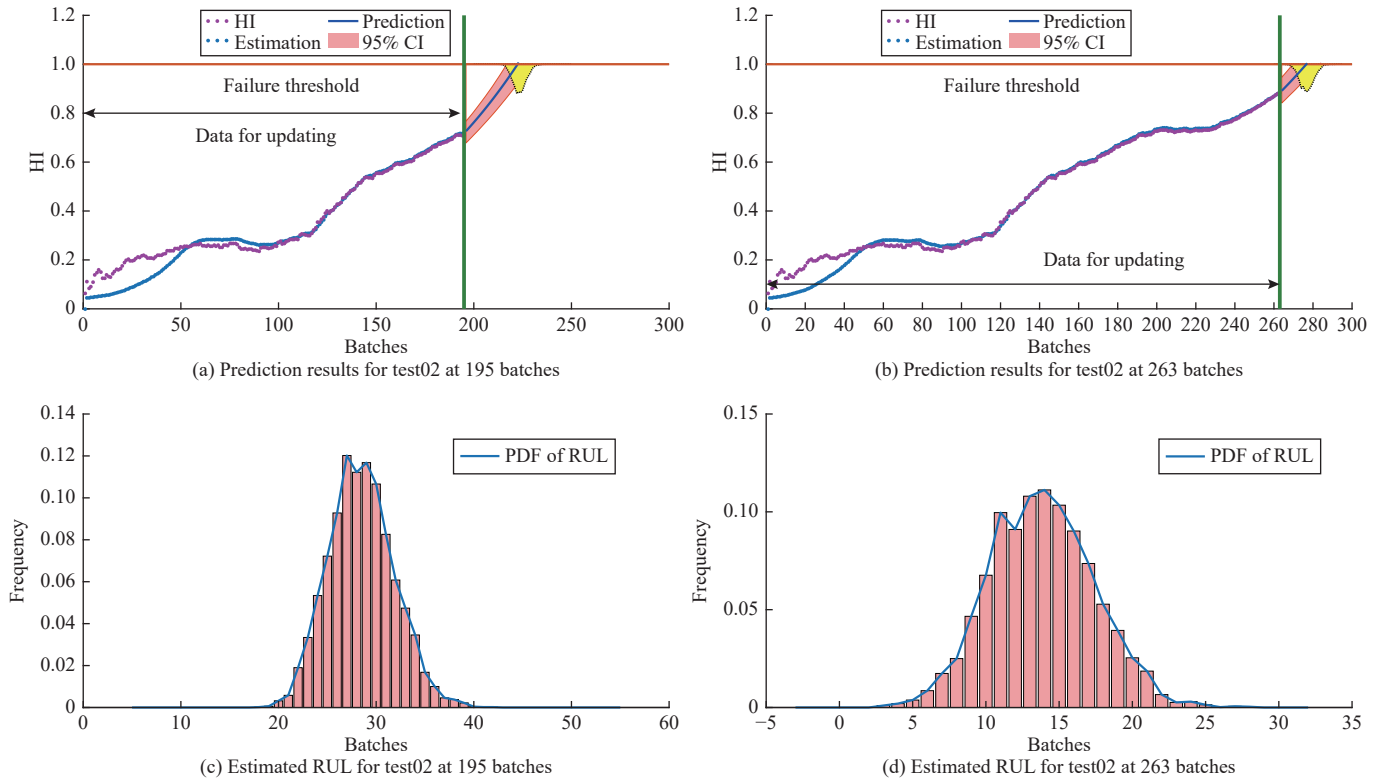 1.2
HI
Prediction
Estimation
95% CI
1.0
Failure threshold
0.8
Data for updating
HI
0.6
0.4
0.2
0
0 50 100 150 200 250 300
Batches
(a) Prediction results for test02 at 195 batches
1.2
HI
Prediction
Estimation
95% CI
1.0
Failure threshold
0.8
HI
0.6
0.4
0.2
Data for updating
0
0 20 40 60 80 100 120 140 160 180 200 220 240 260 280 300
Batches
(b) Prediction results for test02 at 263 batches
0.14
PDF of RUL
0.12
0.10
0.08
Frequency
0.06
0.04
0.02
0
0 10 20 30 40 50 60
Batches
(c) Estimated RUL for test02 at 195 batches
0.15
PDF of RUL
0.10
Frequency
0.05
0
−5 0 5 10 15 20 25 30 35
Batches
(d) Estimated RUL for test02 at 263 batches